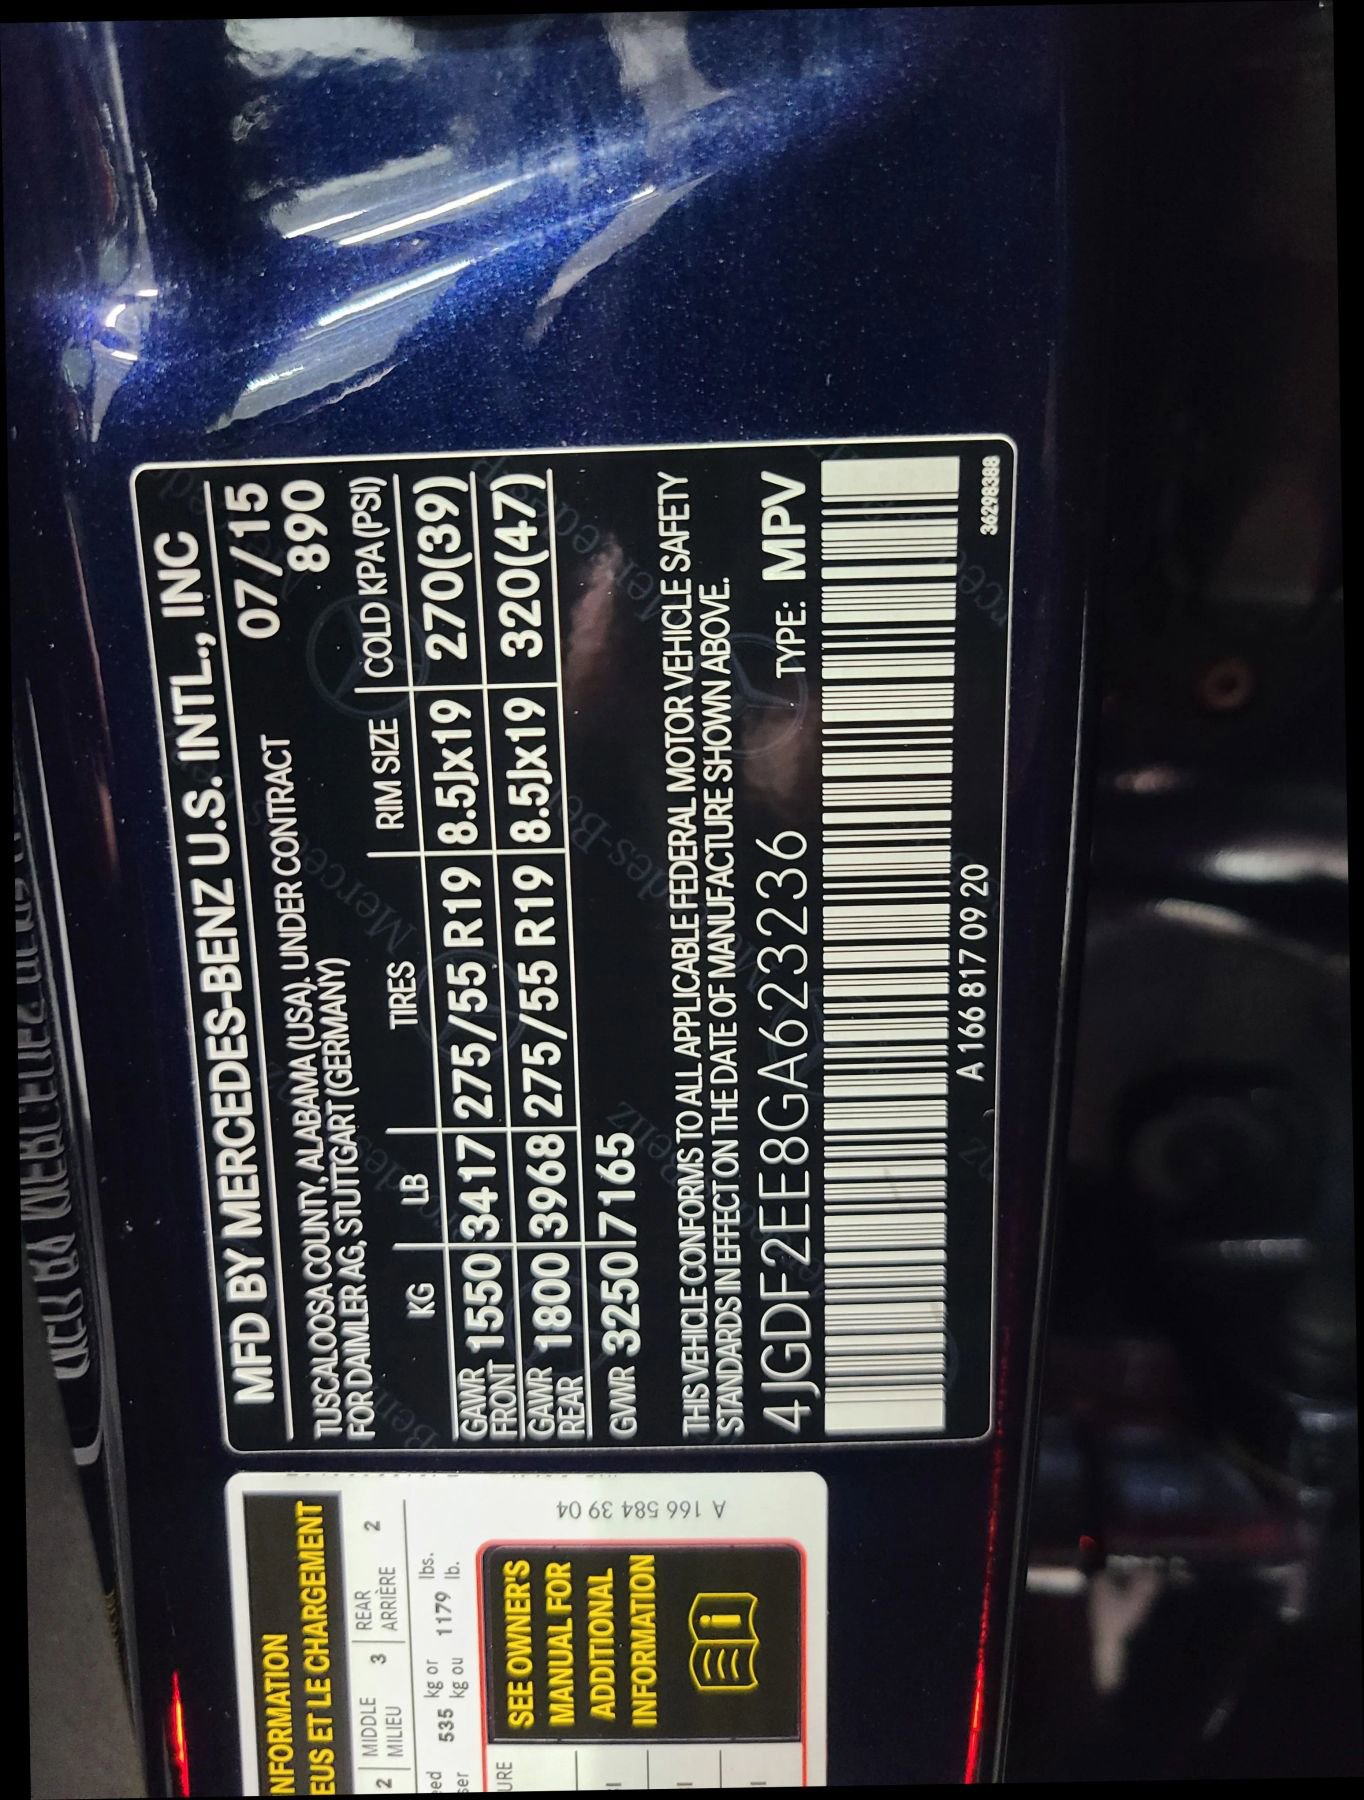 MFD BY MERCEDES-BENZ U.S. INTL., INC
TUSCALOOSA COUNTY, ALABAMA (USA). UNDER CONTRACT 07/15
FOR DAIMLER AG, STUTTGART (GERMANY) 890
KG LB TIRES RIM SIZE COLD KPA (PSI)
GAWR FRONT 1550 3417 275/55 R19 8.5Jx19 270(39)
GAWR REAR 1800 3968 275/55 R19 8.5Jx19 320(47)
GVWR 3250 7165
THIS VEHICLE CONFORMS TO ALL APPLICABLE FEDERAL MOTOR VEHICLE SAFETY
STANDARDS IN EFFECT ON THE DATE OF MANUFACTURE SHOWN ABOVE.
4JGDF2EE8GA623236 TYPE: MPV
A 166 817 09 20
36298388
NFORMATION
EUS ET LE CHARGEMENT
2 MIDDLE 3 REAR 2
MILIEU ARRIÈRE
535 kg or 1179 lbs.
kg ou lb.
A 166 584 39 04
URE
SEE OWNER'S
MANUAL FOR
ADDITIONAL
INFORMATION